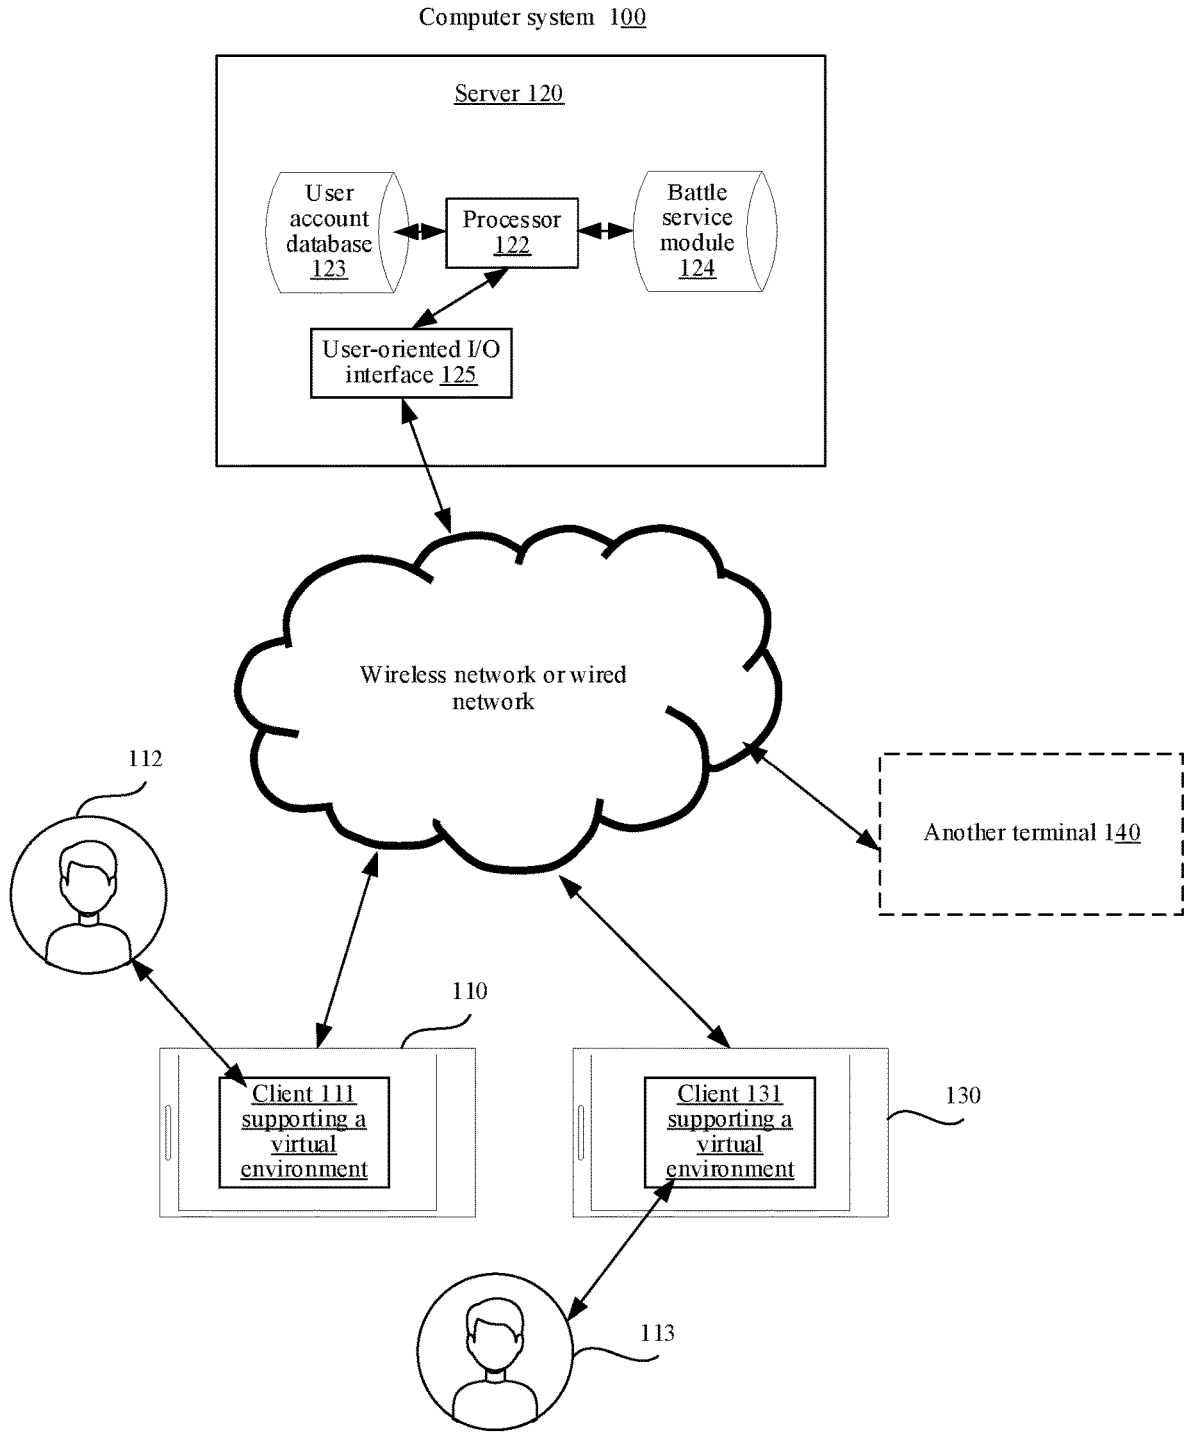 Computer system 100
Server 120
User
account
database
123
Processor
122
Battle
service
module
124
User-oriented I/O
interface 125
Wireless network or wired
network
112
Another terminal 140
110
Client 111
supporting a
virtual
environment
Client 131
supporting a
virtual
environment
130
113